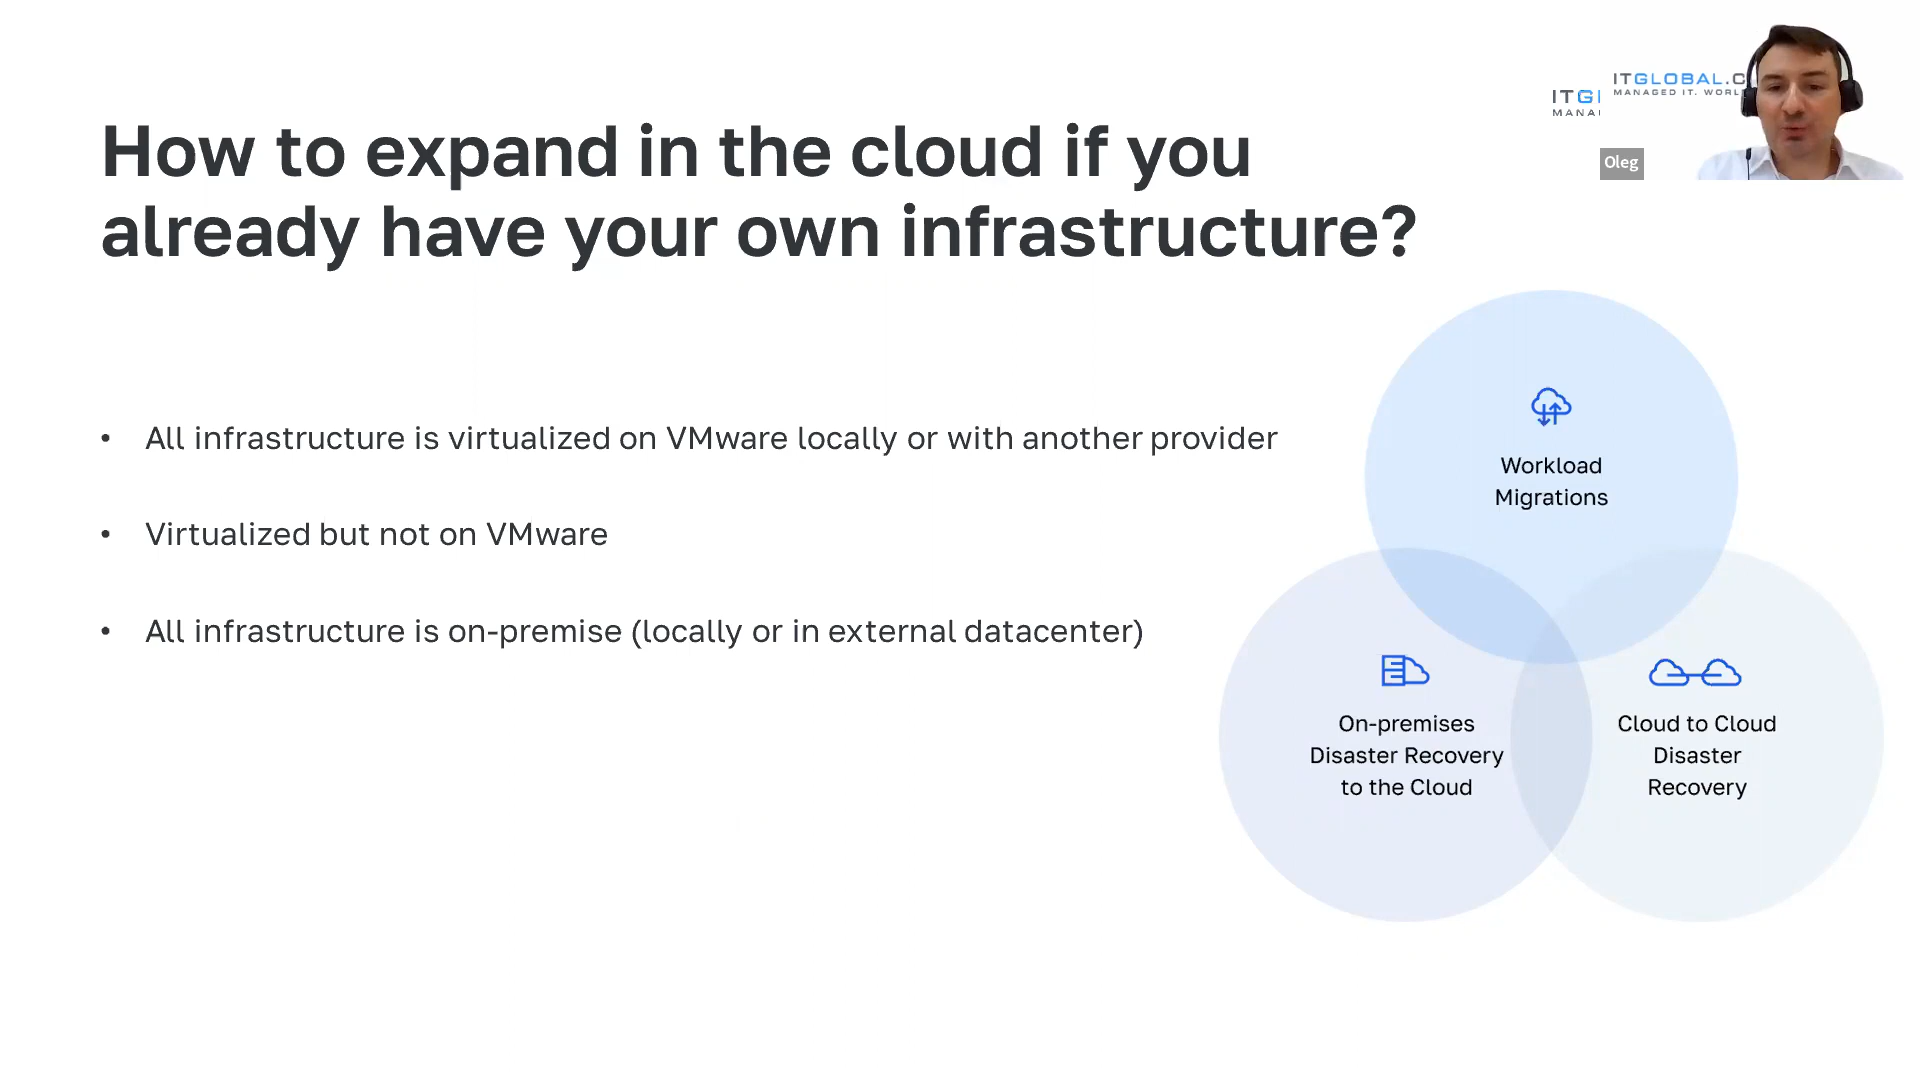 ITGLOBAL.C
MANAGED IT. WORL
ITG
MANA
Oleg
How to expand in the cloud if you
already have your own infrastructure?
• All infrastructure is virtualized on VMware locally or with another provider
• Virtualized but not on VMware
• All infrastructure is on-premise (locally or in external datacenter)
Workload
Migrations
On-premises
Disaster Recovery
to the Cloud
Cloud to Cloud
Disaster
Recovery